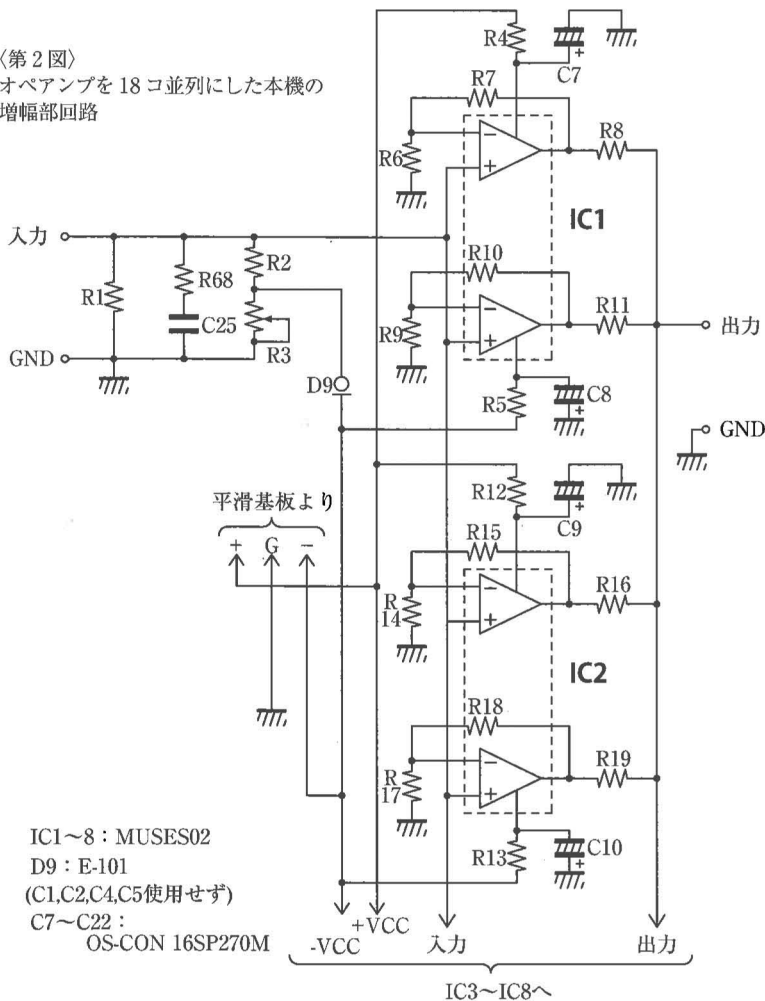 〈第2図〉
オペアンプを18コ並列にした本機の
増幅部回路
R4
C7
+
R7
R6
−
+
R8
IC1
入力
R1
R68
C25
R2
R3
GND
R10
R9
−
+
R11
出力
D9
R5
C8
+
GND
平滑基板より
+ G −
R12
C9
+
R15
R
14
−
+
R16
IC2
R18
R
17
−
+
R19
R13
C10
+
IC1～8：MUSES02
D9：E-101
(C1,C2,C4,C5使用せず)
C7～C22：
OS-CON 16SP270M
-VCC
+VCC
入力
出力
IC3～IC8へ